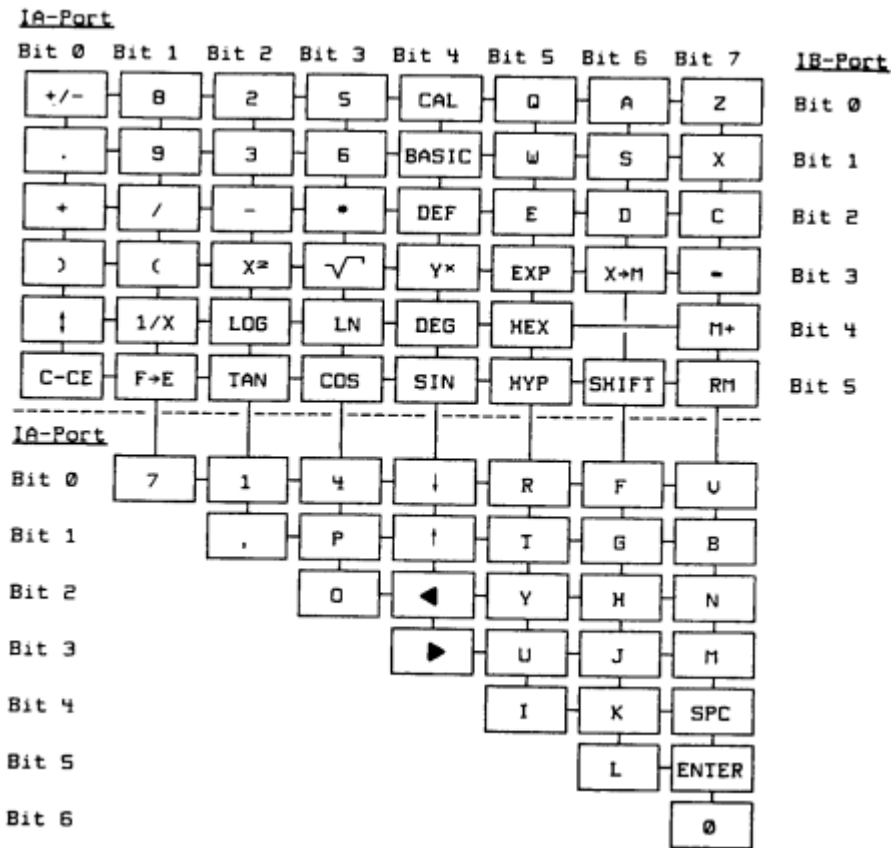 IA-Port
Bit 0 Bit 1 Bit 2 Bit 3 Bit 4 Bit 5 Bit 6 Bit 7 IB-Port
+/- 8 2 5 CAL Q A Z Bit 0
. 9 3 6 BASIC W S X Bit 1
+ / - * DEF E D C Bit 2
) ( X² √ Yˣ EXP X→M = Bit 3
↕ 1/X LOG LN DEG HEX M+ Bit 4
C-CE F→E TAN COS SIN HYP SHIFT RM Bit 5
IA-Port
Bit 0 7 1 4 ↓ R F V
Bit 1 , P ↑ T G B
Bit 2 O ◀ Y H N
Bit 3 ▶ U J M
Bit 4 I K SPC
Bit 5 L ENTER
Bit 6 0